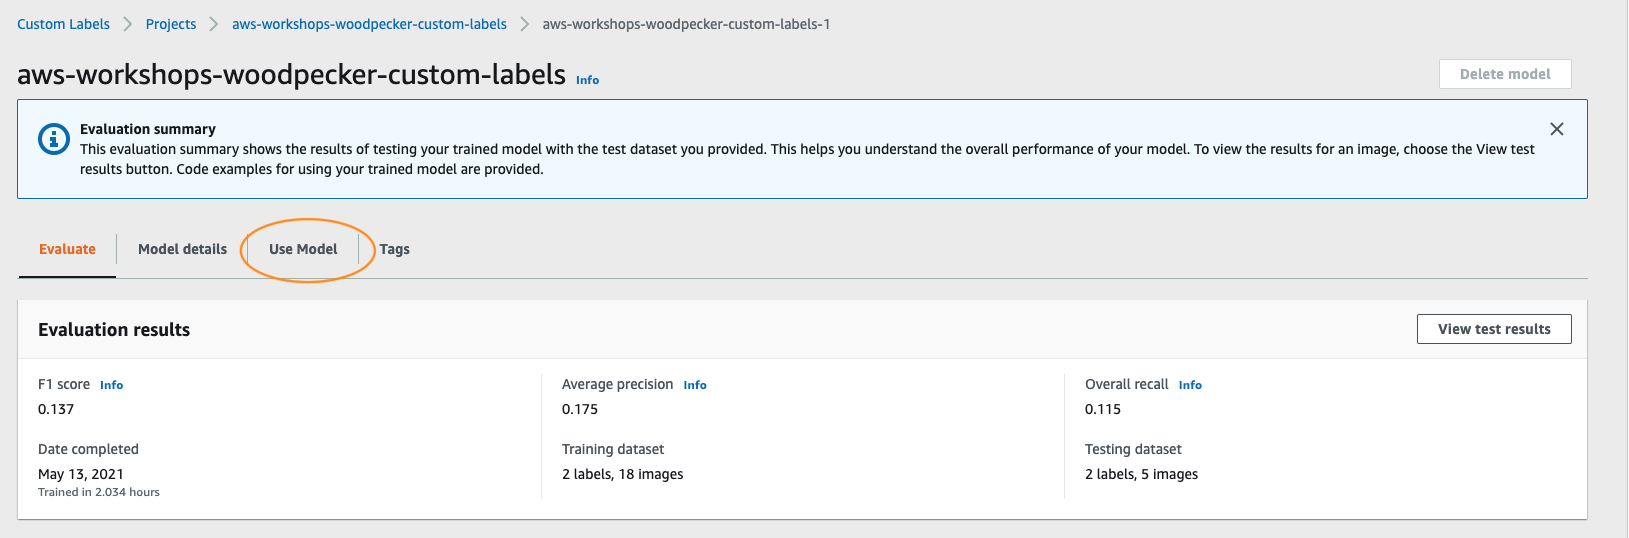 Custom Labels > Projects > aws-workshops-woodpecker-custom-labels > aws-workshops-woodpecker-custom-labels-1
aws-workshops-woodpecker-custom-labels Info
Delete model
Evaluation summary
This evaluation summary shows the results of testing your trained model with the test dataset you provided. This helps you understand the overall performance of your model. To view the results for an image, choose the View test
results button. Code examples for using your trained model are provided.
Evaluate Model details Use Model Tags
Evaluation results
View test results
F1 score Info
0.137
Average precision Info
0.175
Overall recall Info
0.115
Date completed
May 13, 2021
Trained in 2.034 hours
Training dataset
2 labels, 18 images
Testing dataset
2 labels, 5 images